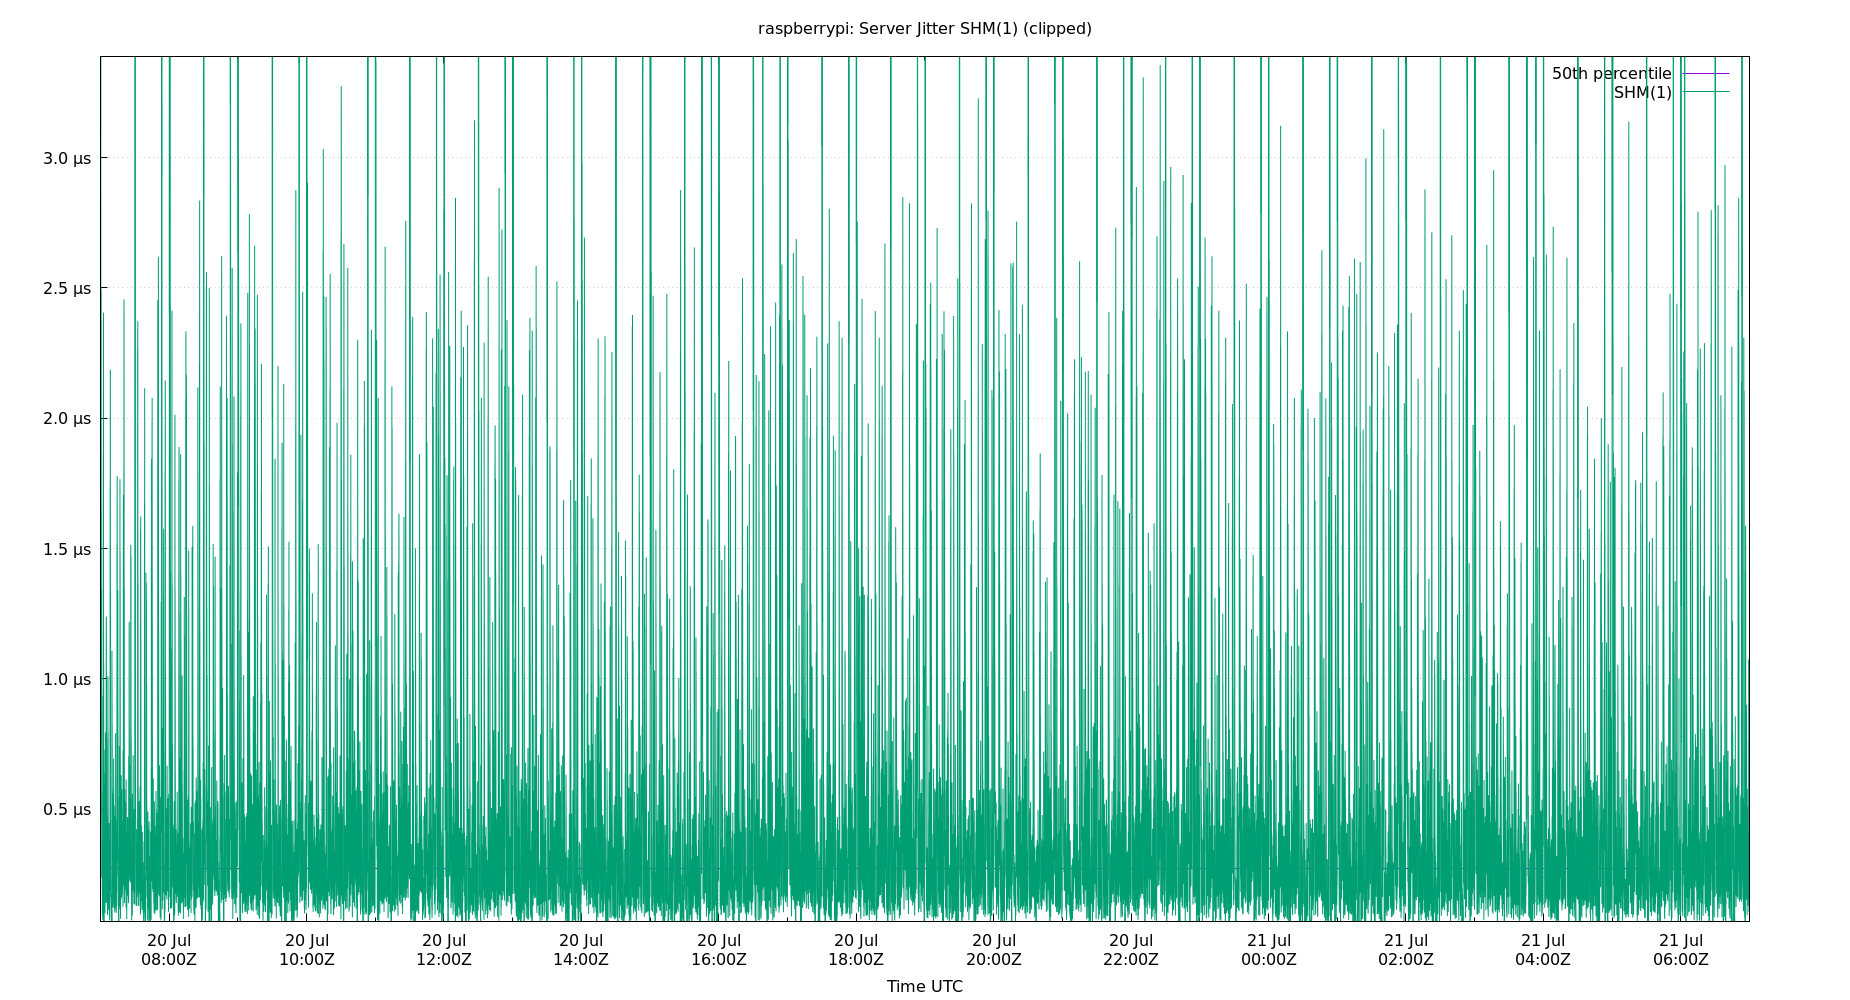 raspberrypi: Server Jitter SHM(1) (clipped)
50th percentile
SHM(1)
3.0 µs
2.5 µs
2.0 µs
1.5 µs
1.0 µs
0.5 µs
20 Jul 20 Jul 20 Jul 20 Jul 20 Jul 20 Jul 20 Jul 20 Jul 21 Jul 21 Jul 21 Jul 21 Jul
08:00Z 10:00Z 12:00Z 14:00Z 16:00Z 18:00Z 20:00Z 22:00Z 00:00Z 02:00Z 04:00Z 06:00Z
Time UTC